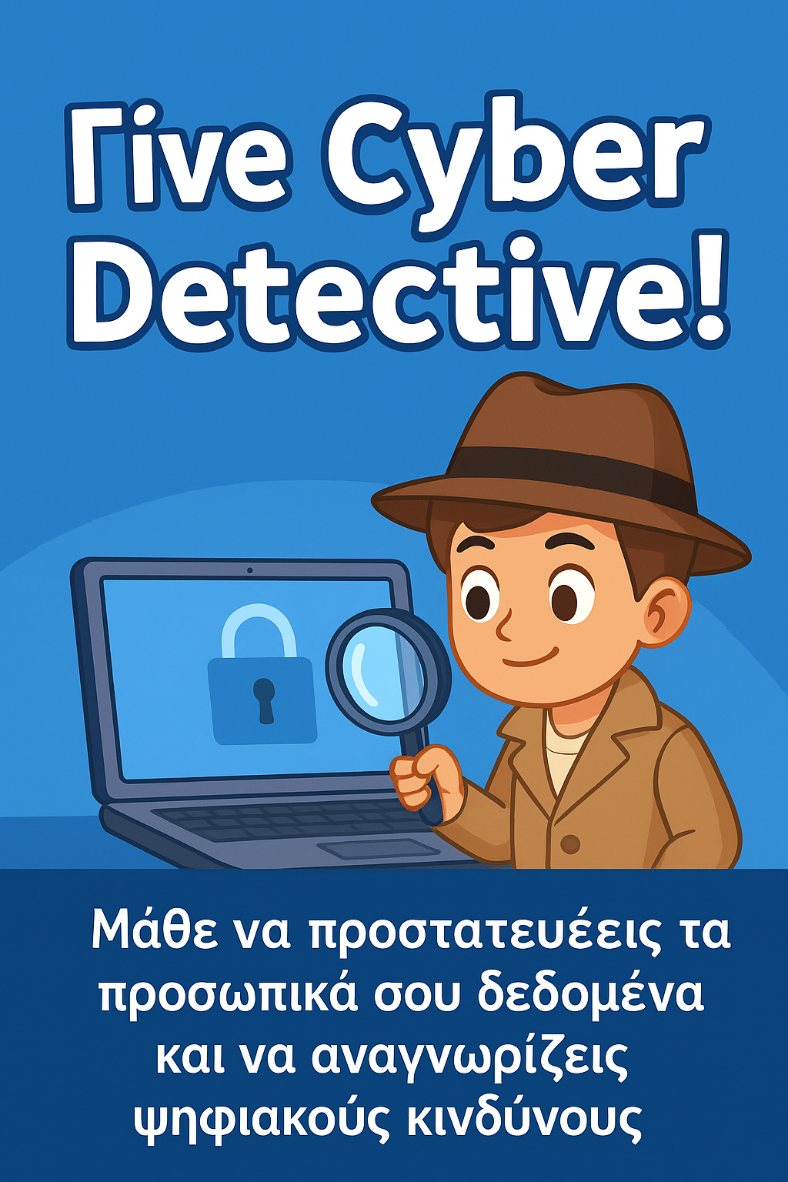 Γίνε Cyber
Detective!
Μάθε να προστατευέεις τα
προσωπικά σου δεδομένα
και να αναγνωρίζεις
ψηφιακούς κινδύνους